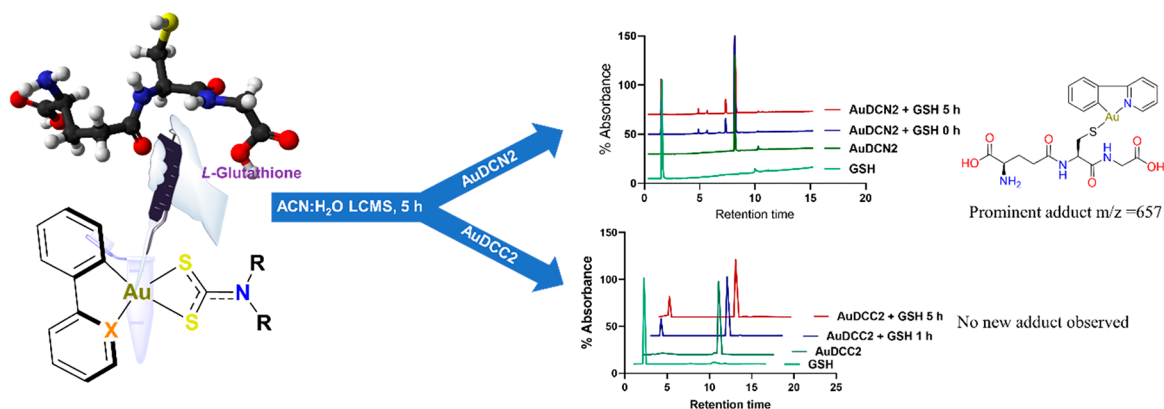 L-Glutathione
S
S
Au
X
N
R
R
ACN:H₂O LCMS, 5 h
AuDCN2
AuDCC2
% Absorbance
150
100
50
0
0
5
10
15
20
Retention time
AuDCN2 + GSH 5 h
AuDCN2 + GSH 0 h
AuDCN2
GSH
N
Au
S
O
O
HO
NH₂
N
H
O
H
N
O
OH
Prominent adduct m/z =657
% Absorbance
150
100
50
0
0
5
10
15
20
25
Retention time
AuDCC2 + GSH 5 h
AuDCC2 + GSH 1 h
AuDCC2
GSH
No new adduct observed